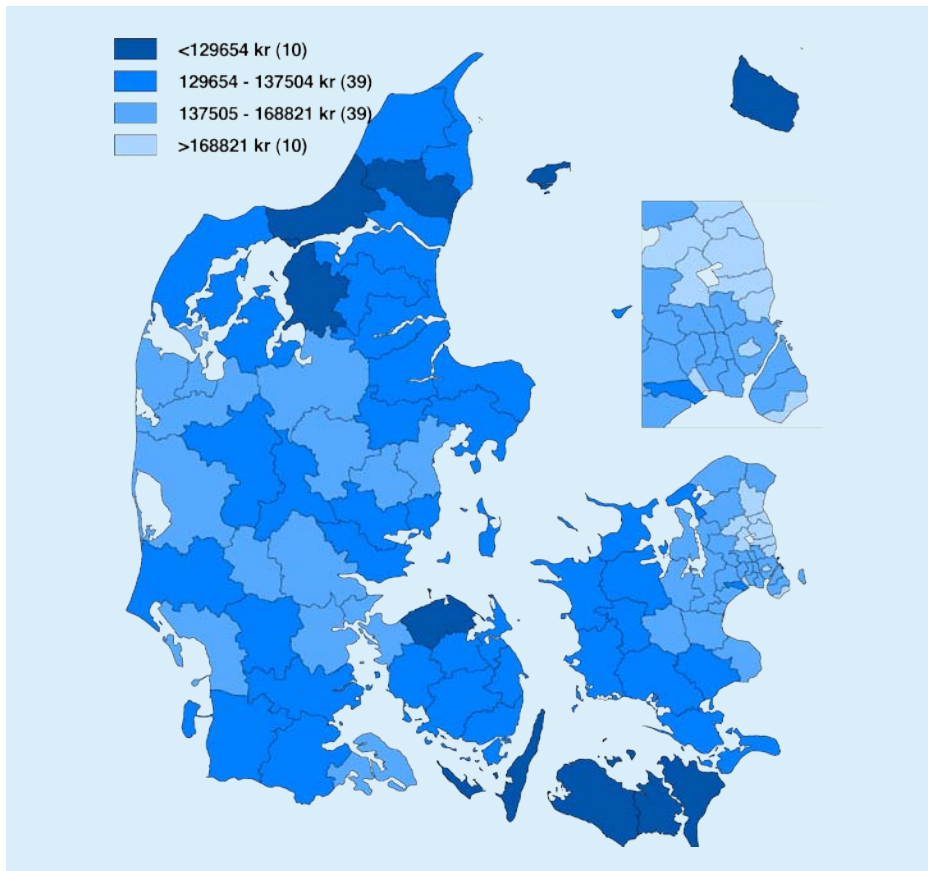 <129654 kr (10)
129654 - 137504 kr (39)
137505 - 168821 kr (39)
>168821 kr (10)